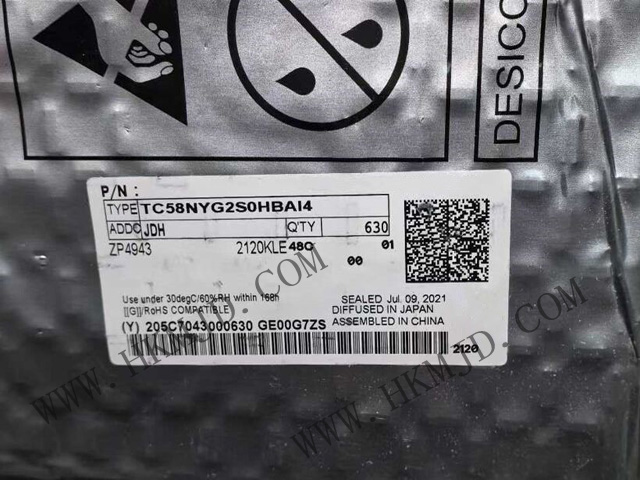 DESICC
P/N :
TYPE TC58NYG2S0HBAI4
ADDC JDH Q'TY 630
ZP4943 2120KLE 48C 01
00
Use under 30degC/60%RH within 168h
SEALED Jul. 09, 2021
[[G]]/RoHS COMPATIBLE
DIFFUSED IN JAPAN
ASSEMBLED IN CHINA
(Y) 205C7043000630 GE00G7ZS
2120
WWW.HKMJD.COM
WWW.HKMJD.COM